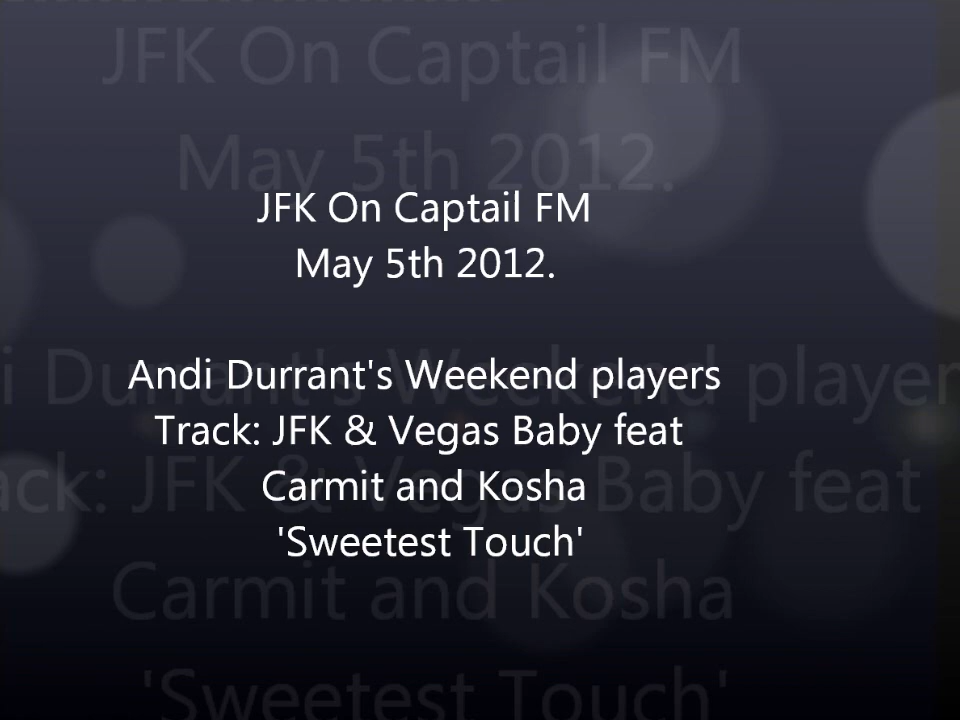 JFK On Captail FM
May 5th 2012.
Andi Durrant's Weekend players
Track: JFK & Vegas Baby feat
Carmit and Kosha
'Sweetest Touch'